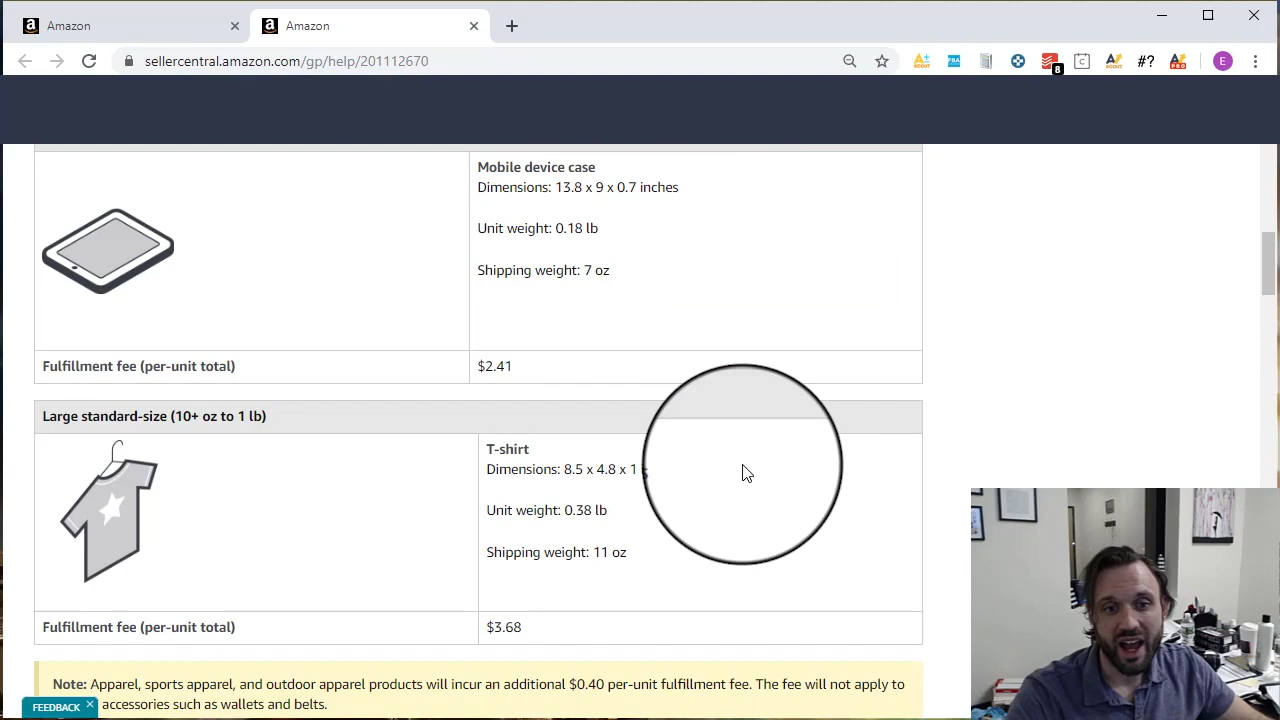 Amazon
Amazon
sellercentral.amazon.com/gp/help/201112670
8
#?
E
Mobile device case
Dimensions: 13.8 x 9 x 0.7 inches
Unit weight: 0.18 lb
Shipping weight: 7 oz
Fulfillment fee (per-unit total)
$2.41
Large standard-size (10+ oz to 1 lb)
T-shirt
Dimensions: 8.5 x 4.8 x 1
Unit weight: 0.38 lb
Shipping weight: 11 oz
Fulfillment fee (per-unit total)
$3.68
Note: Apparel, sports apparel, and outdoor apparel products will incur an additional $0.40 per-unit fulfillment fee. The fee will not apply to
accessories such as wallets and belts.
FEEDBACK